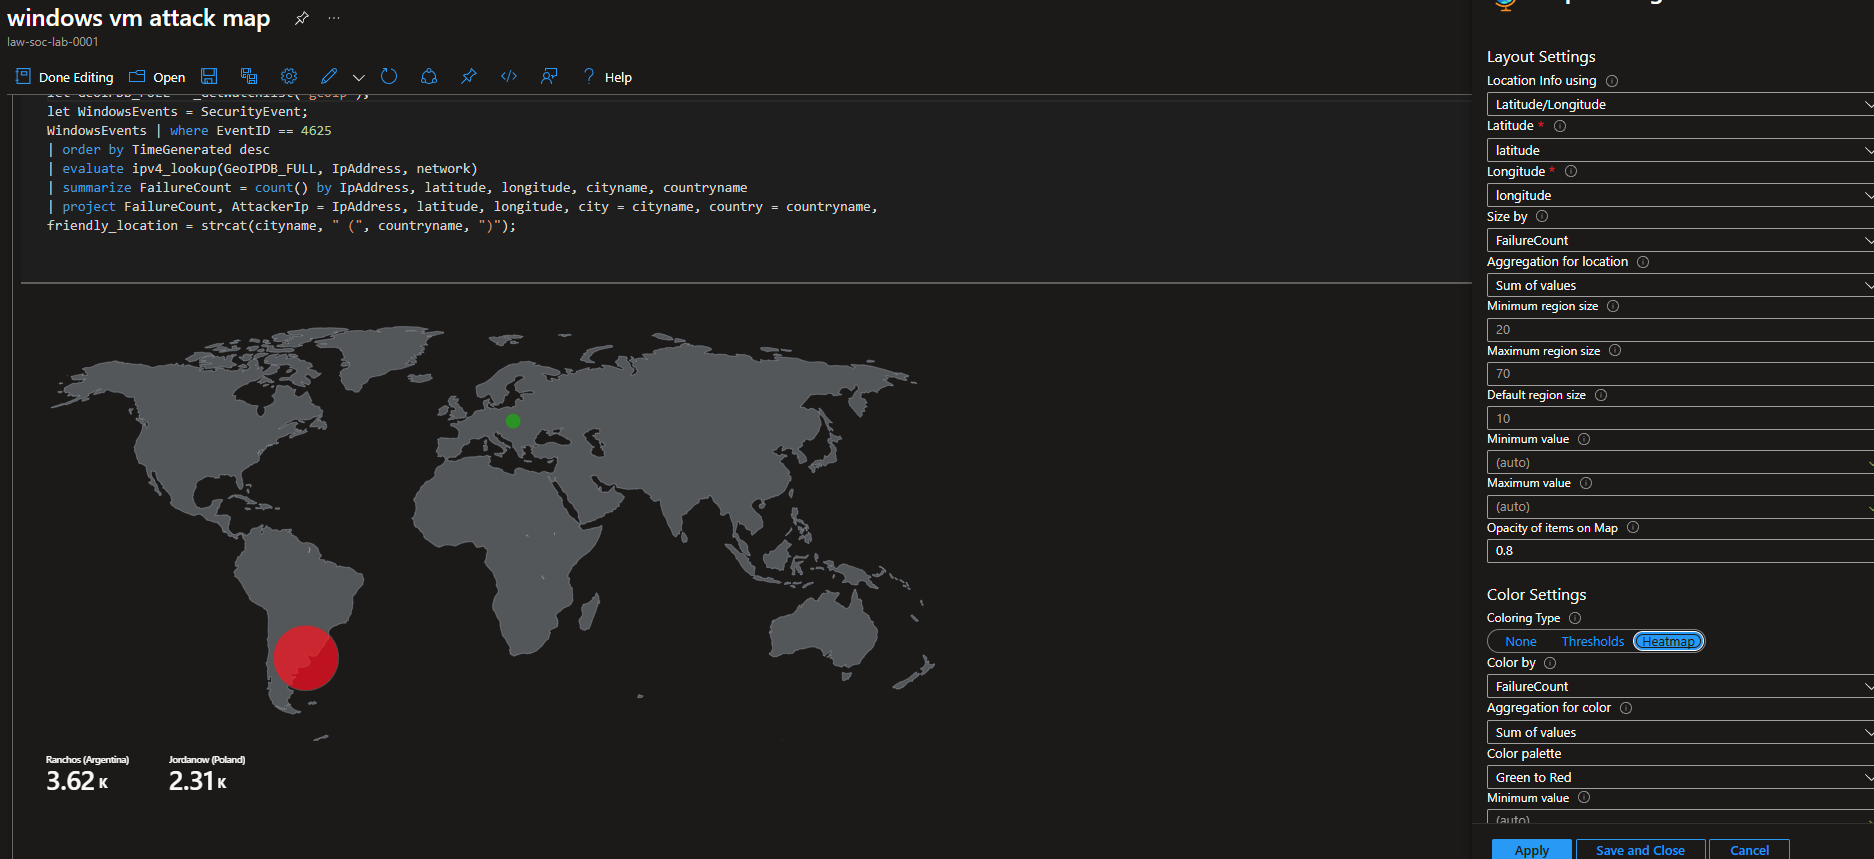 windows vm attack map
...
law-soc-lab-0001
Done Editing
Open
? Help
let WindowsEvents = SecurityEvent;
WindowsEvents | where EventID == 4625
| order by TimeGenerated desc
| evaluate ipv4_lookup(GeoIPDB_FULL, IpAddress, network)
| summarize FailureCount = count() by IpAddress, latitude, longitude, cityname, countryname
| project FailureCount, AttackerIp = IpAddress, latitude, longitude, city = cityname, country = countryname,
friendly_location = strcat(cityname, " (", countryname, ")");
Ranchos (Argentina)
3.62 K
Jordanow (Poland)
2.31 K
Layout Settings
Location Info using
Latitude/Longitude
Latitude *
latitude
Longitude *
longitude
Size by
FailureCount
Aggregation for location
Sum of values
Minimum region size
20
Maximum region size
70
Default region size
10
Minimum value
(auto)
Maximum value
(auto)
Opacity of items on Map
0.8
Color Settings
Coloring Type
None
Thresholds
Heatmap
Color by
FailureCount
Aggregation for color
Sum of values
Color palette
Green to Red
Minimum value
(auto)
Apply
Save and Close
Cancel